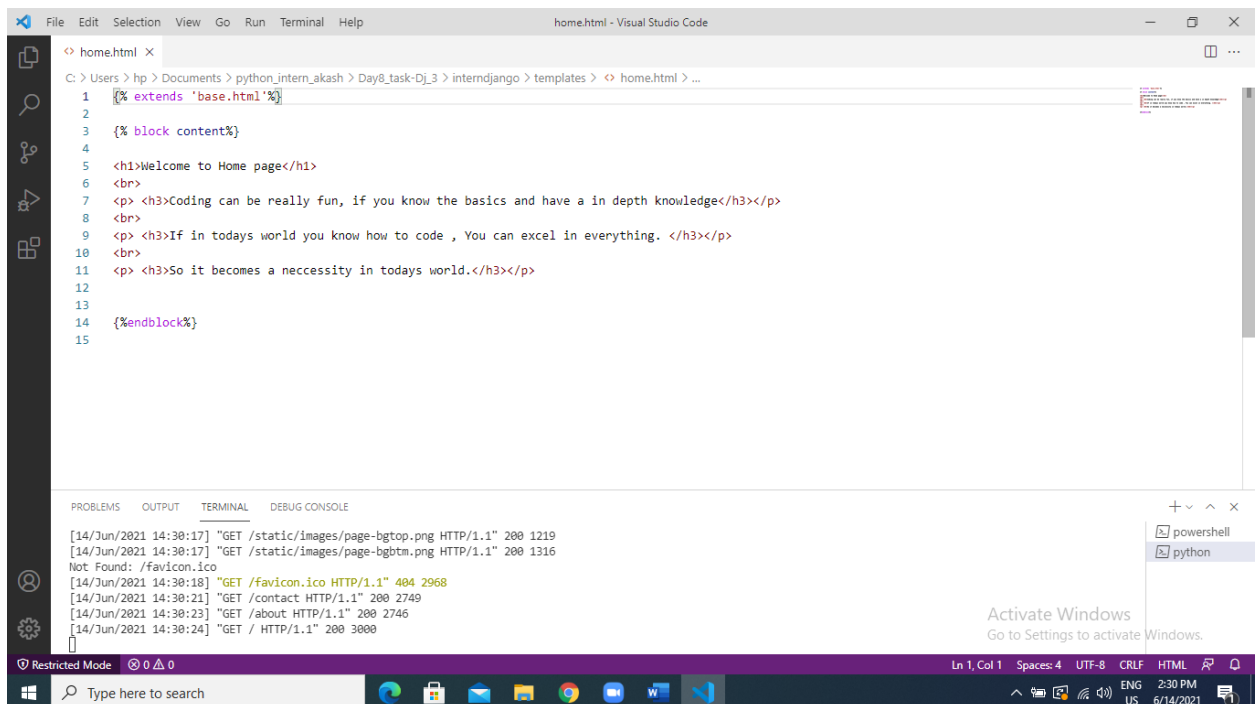 File Edit Selection View Go Run Terminal Help home.html - Visual Studio Code
home.html
C: > Users > hp > Documents > python_intern_akash > Day8_task-Dj_3 > interndjango > templates > home.html > ...
1 {% extends 'base.html'%}
2
3 {% block content%}
4
5 <h1>Welcome to Home page</h1>
6 <br>
7 <p> <h3>Coding can be really fun, if you know the basics and have a in depth knowledge</h3></p>
8 <br>
9 <p> <h3>If in todays world you know how to code , You can excel in everything. </h3></p>
10 <br>
11 <p> <h3>So it becomes a neccessity in todays world.</h3></p>
12
13
14 {%endblock%}
15
PROBLEMS OUTPUT TERMINAL DEBUG CONSOLE
[14/Jun/2021 14:30:17] "GET /static/images/page-bgtop.png HTTP/1.1" 200 1219
[14/Jun/2021 14:30:17] "GET /static/images/page-bgbtm.png HTTP/1.1" 200 1316
Not Found: /favicon.ico
[14/Jun/2021 14:30:18] "GET /favicon.ico HTTP/1.1" 404 2968
[14/Jun/2021 14:30:21] "GET /contact HTTP/1.1" 200 2749
[14/Jun/2021 14:30:23] "GET /about HTTP/1.1" 200 2746
[14/Jun/2021 14:30:24] "GET / HTTP/1.1" 200 3000
powershell
python
Activate Windows
Go to Settings to activate Windows.
Restricted Mode 0 0 Ln 1, Col 1 Spaces: 4 UTF-8 CRLF HTML
Type here to search
ENG
US
2:30 PM
6/14/2021
1